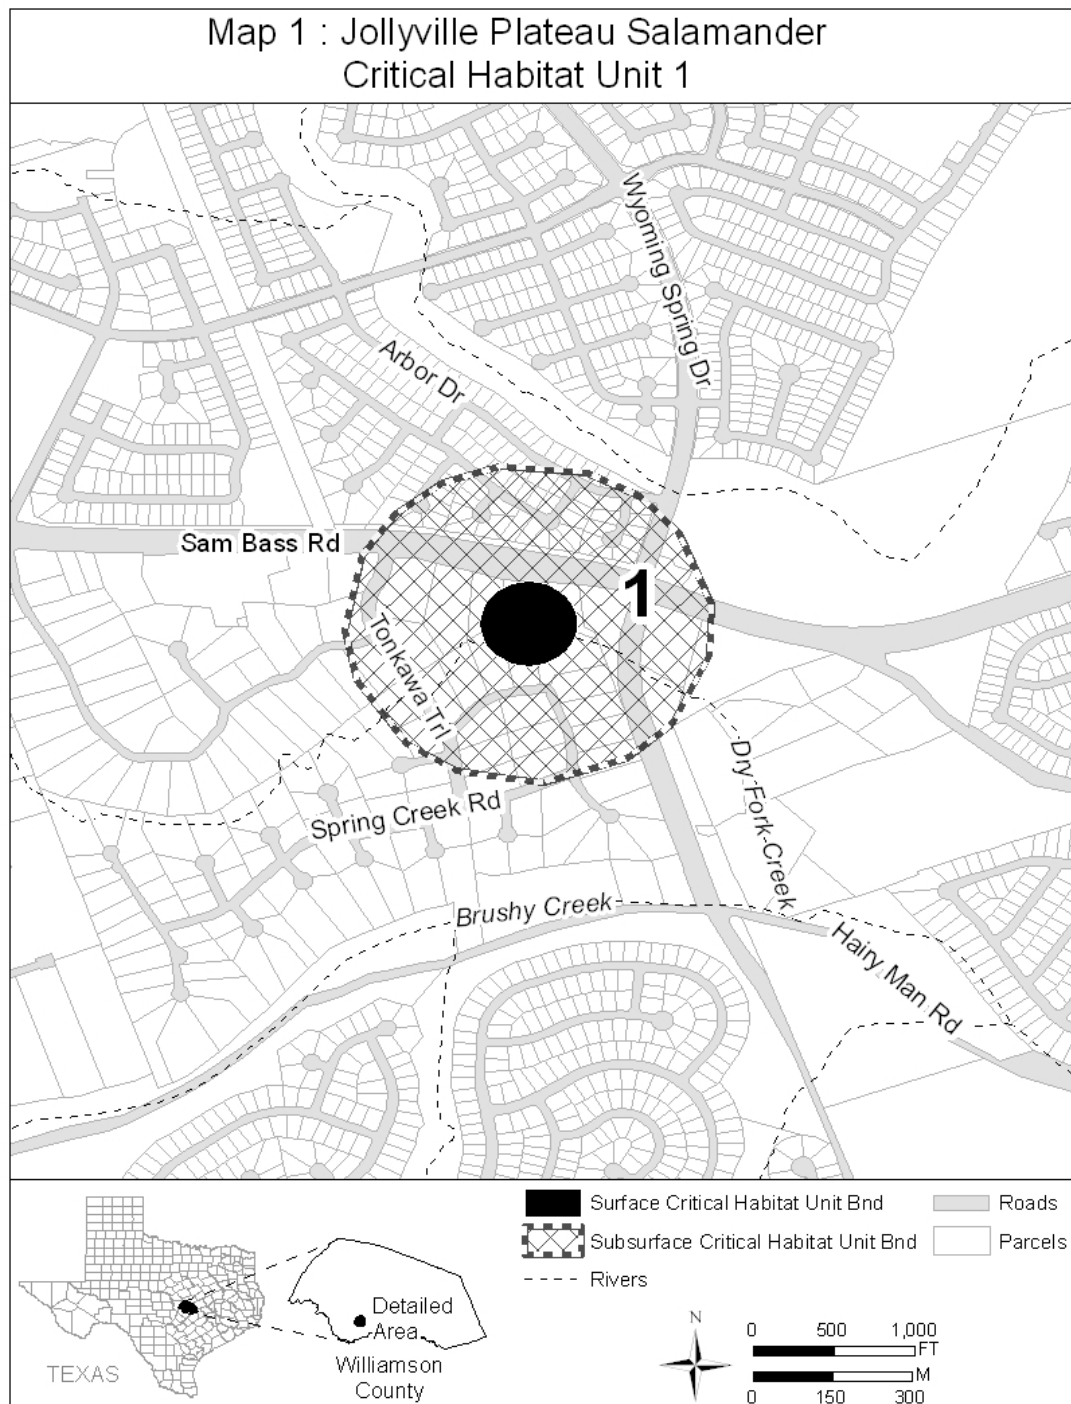 Map 1 : Jollyville Plateau Salamander
Critical Habitat Unit 1
Wyoming Spring Dr
Arbor Dr
Sam Bass Rd
1
Tonkawa Trl
Dry Fork Creek
Spring Creek Rd
Brushy Creek
Hairy Man Rd
Surface Critical Habitat Unit Bnd
Roads
Subsurface Critical Habitat Unit Bnd
Parcels
Rivers
Detailed
Area
Williamson
County
TEXAS
N
0 500 1,000
FT
M
0 150 300